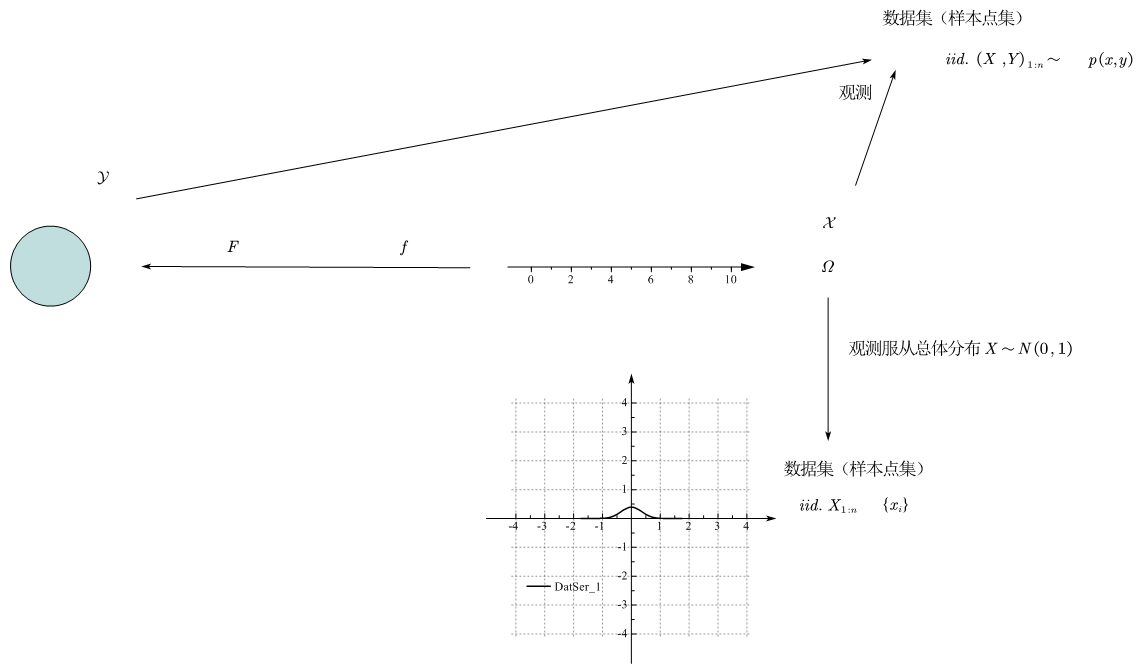 数据集（样本点集）
iid. (X ,Y)₁:ₙ ~ p(x,y)
观测
𝒴
𝒳
F f
Ω
0 2 4 6 8 10
观测服从总体分布 X ~ N(0,1)
4
3
2
1
-4 -3 -2 -1 1 2 3 4
-1
-2
-3
-4
DatSer_1
数据集（样本点集）
iid. X₁:ₙ {xᵢ}